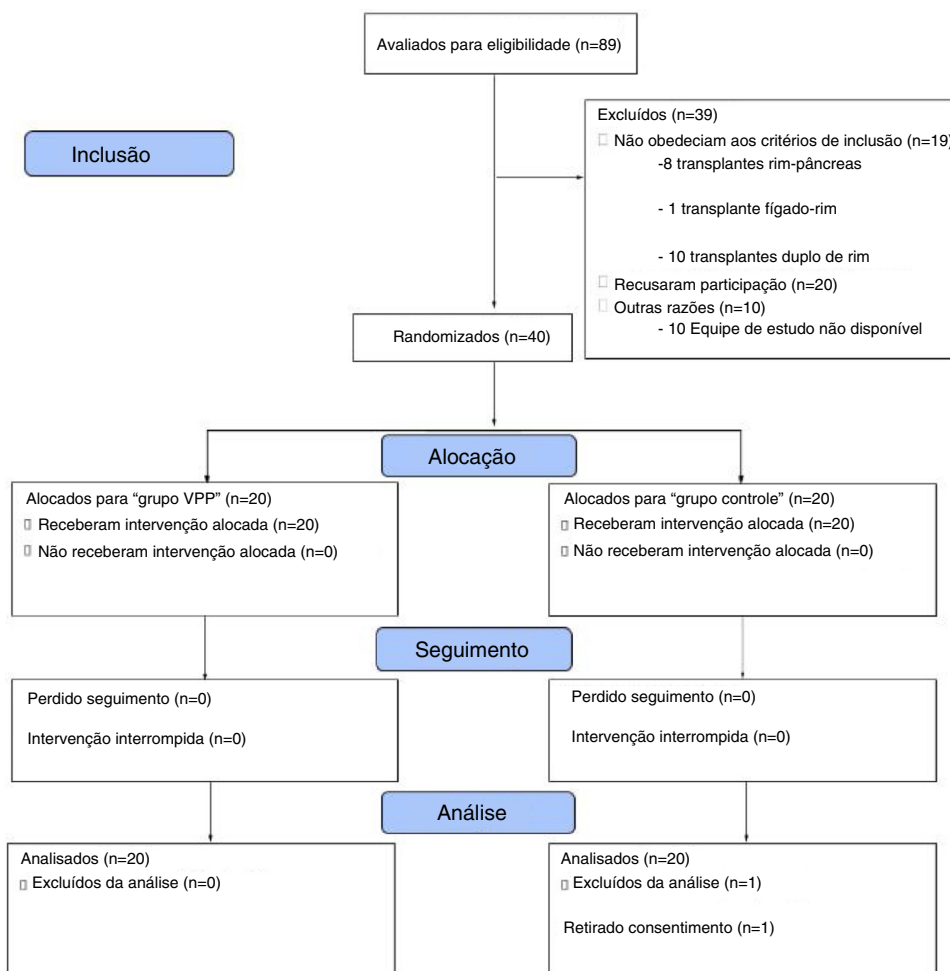 Avaliados para eligibilidade (n=89)
Inclusão
Excluídos (n=39)
Não obedeciam aos critérios de inclusão (n=19)
-8 transplantes rim-pâncreas
- 1 transplante fígado-rim
- 10 transplantes duplo de rim
Recusaram participação (n=20)
Outras razões (n=10)
- 10 Equipe de estudo não disponível
Randomizados (n=40)
Alocação
Alocados para “grupo VPP” (n=20)
Receberam intervenção alocada (n=20)
Não receberam intervenção alocada (n=0)
Alocados para “grupo controle” (n=20)
Receberam intervenção alocada (n=20)
Não receberam intervenção alocada (n=0)
Seguimento
Perdido seguimento (n=0)
Intervenção interrompida (n=0)
Perdido seguimento (n=0)
Intervenção interrompida (n=0)
Análise
Analisados (n=20)
Excluídos da análise (n=0)
Analisados (n=20)
Excluídos da análise (n=1)
Retirado consentimento (n=1)